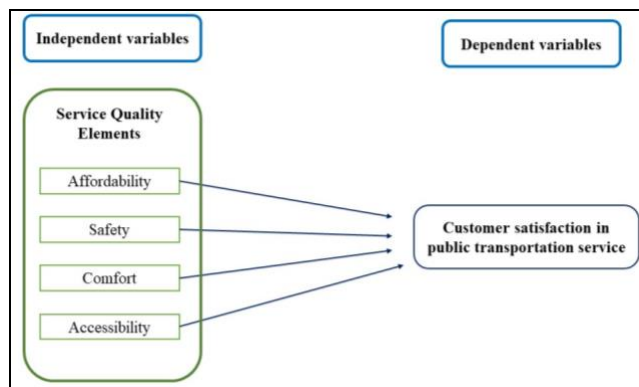 Independent variables
Dependent variables
Service Quality
Elements
Affordability
Safety
Comfort
Accessibility
Customer satisfaction in
public transportation service